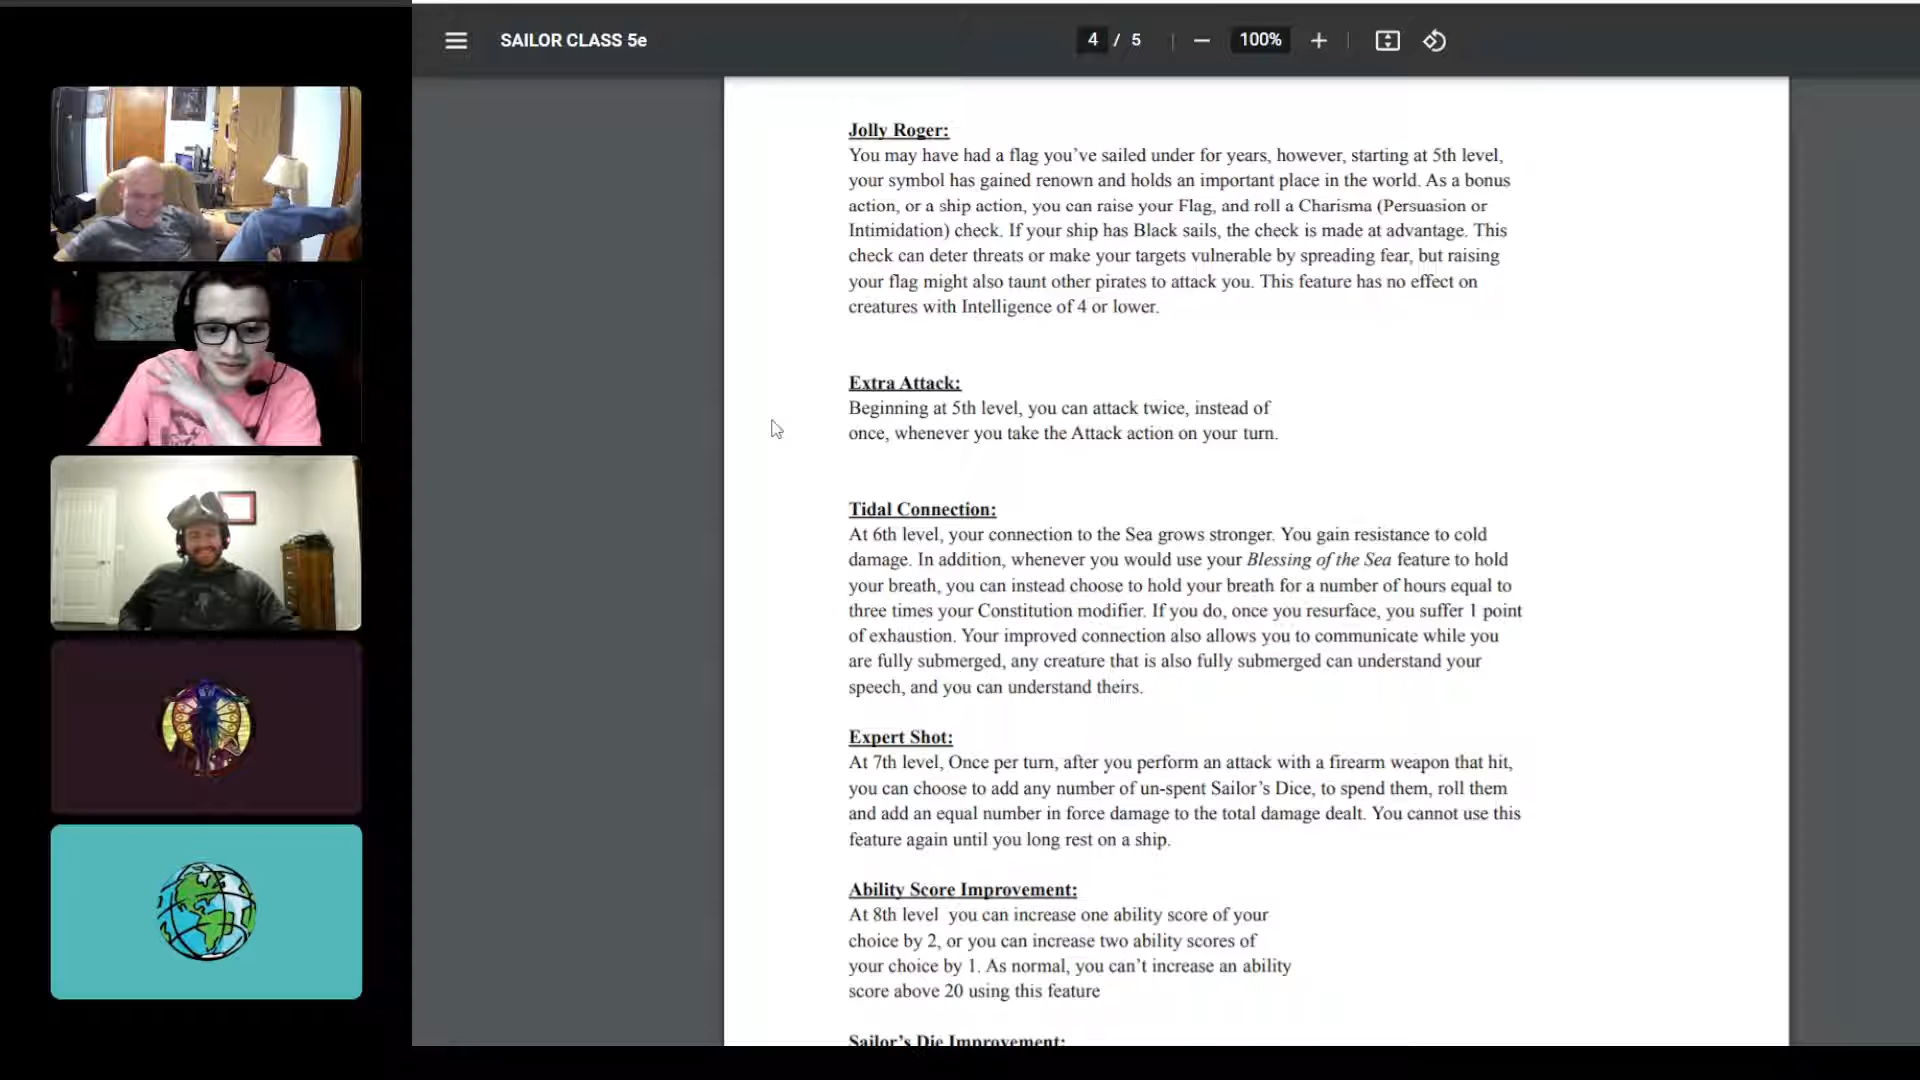 SAILOR CLASS 5e
4 / 5
100%
Jolly Roger:
You may have had a flag you’ve sailed under for years, however, starting at 5th level,
your symbol has gained renown and holds an important place in the world. As a bonus
action, or a ship action, you can raise your Flag, and roll a Charisma (Persuasion or
Intimidation) check. If your ship has Black sails, the check is made at advantage. This
check can deter threats or make your targets vulnerable by spreading fear, but raising
your flag might also taunt other pirates to attack you. This feature has no effect on
creatures with Intelligence of 4 or lower.
Extra Attack:
Beginning at 5th level, you can attack twice, instead of
once, whenever you take the Attack action on your turn.
Tidal Connection:
At 6th level, your connection to the Sea grows stronger. You gain resistance to cold
damage. In addition, whenever you would use your Blessing of the Sea feature to hold
your breath, you can instead choose to hold your breath for a number of hours equal to
three times your Constitution modifier. If you do, once you resurface, you suffer 1 point
of exhaustion. Your improved connection also allows you to communicate while you
are fully submerged, any creature that is also fully submerged can understand your
speech, and you can understand theirs.
Expert Shot:
At 7th level, Once per turn, after you perform an attack with a firearm weapon that hit,
you can choose to add any number of un-spent Sailor’s Dice, to spend them, roll them
and add an equal number in force damage to the total damage dealt. You cannot use this
feature again until you long rest on a ship.
Ability Score Improvement:
At 8th level  you can increase one ability score of your
choice by 2, or you can increase two ability scores of
your choice by 1. As normal, you can’t increase an ability
score above 20 using this feature
Sailor’s Die Improvement: